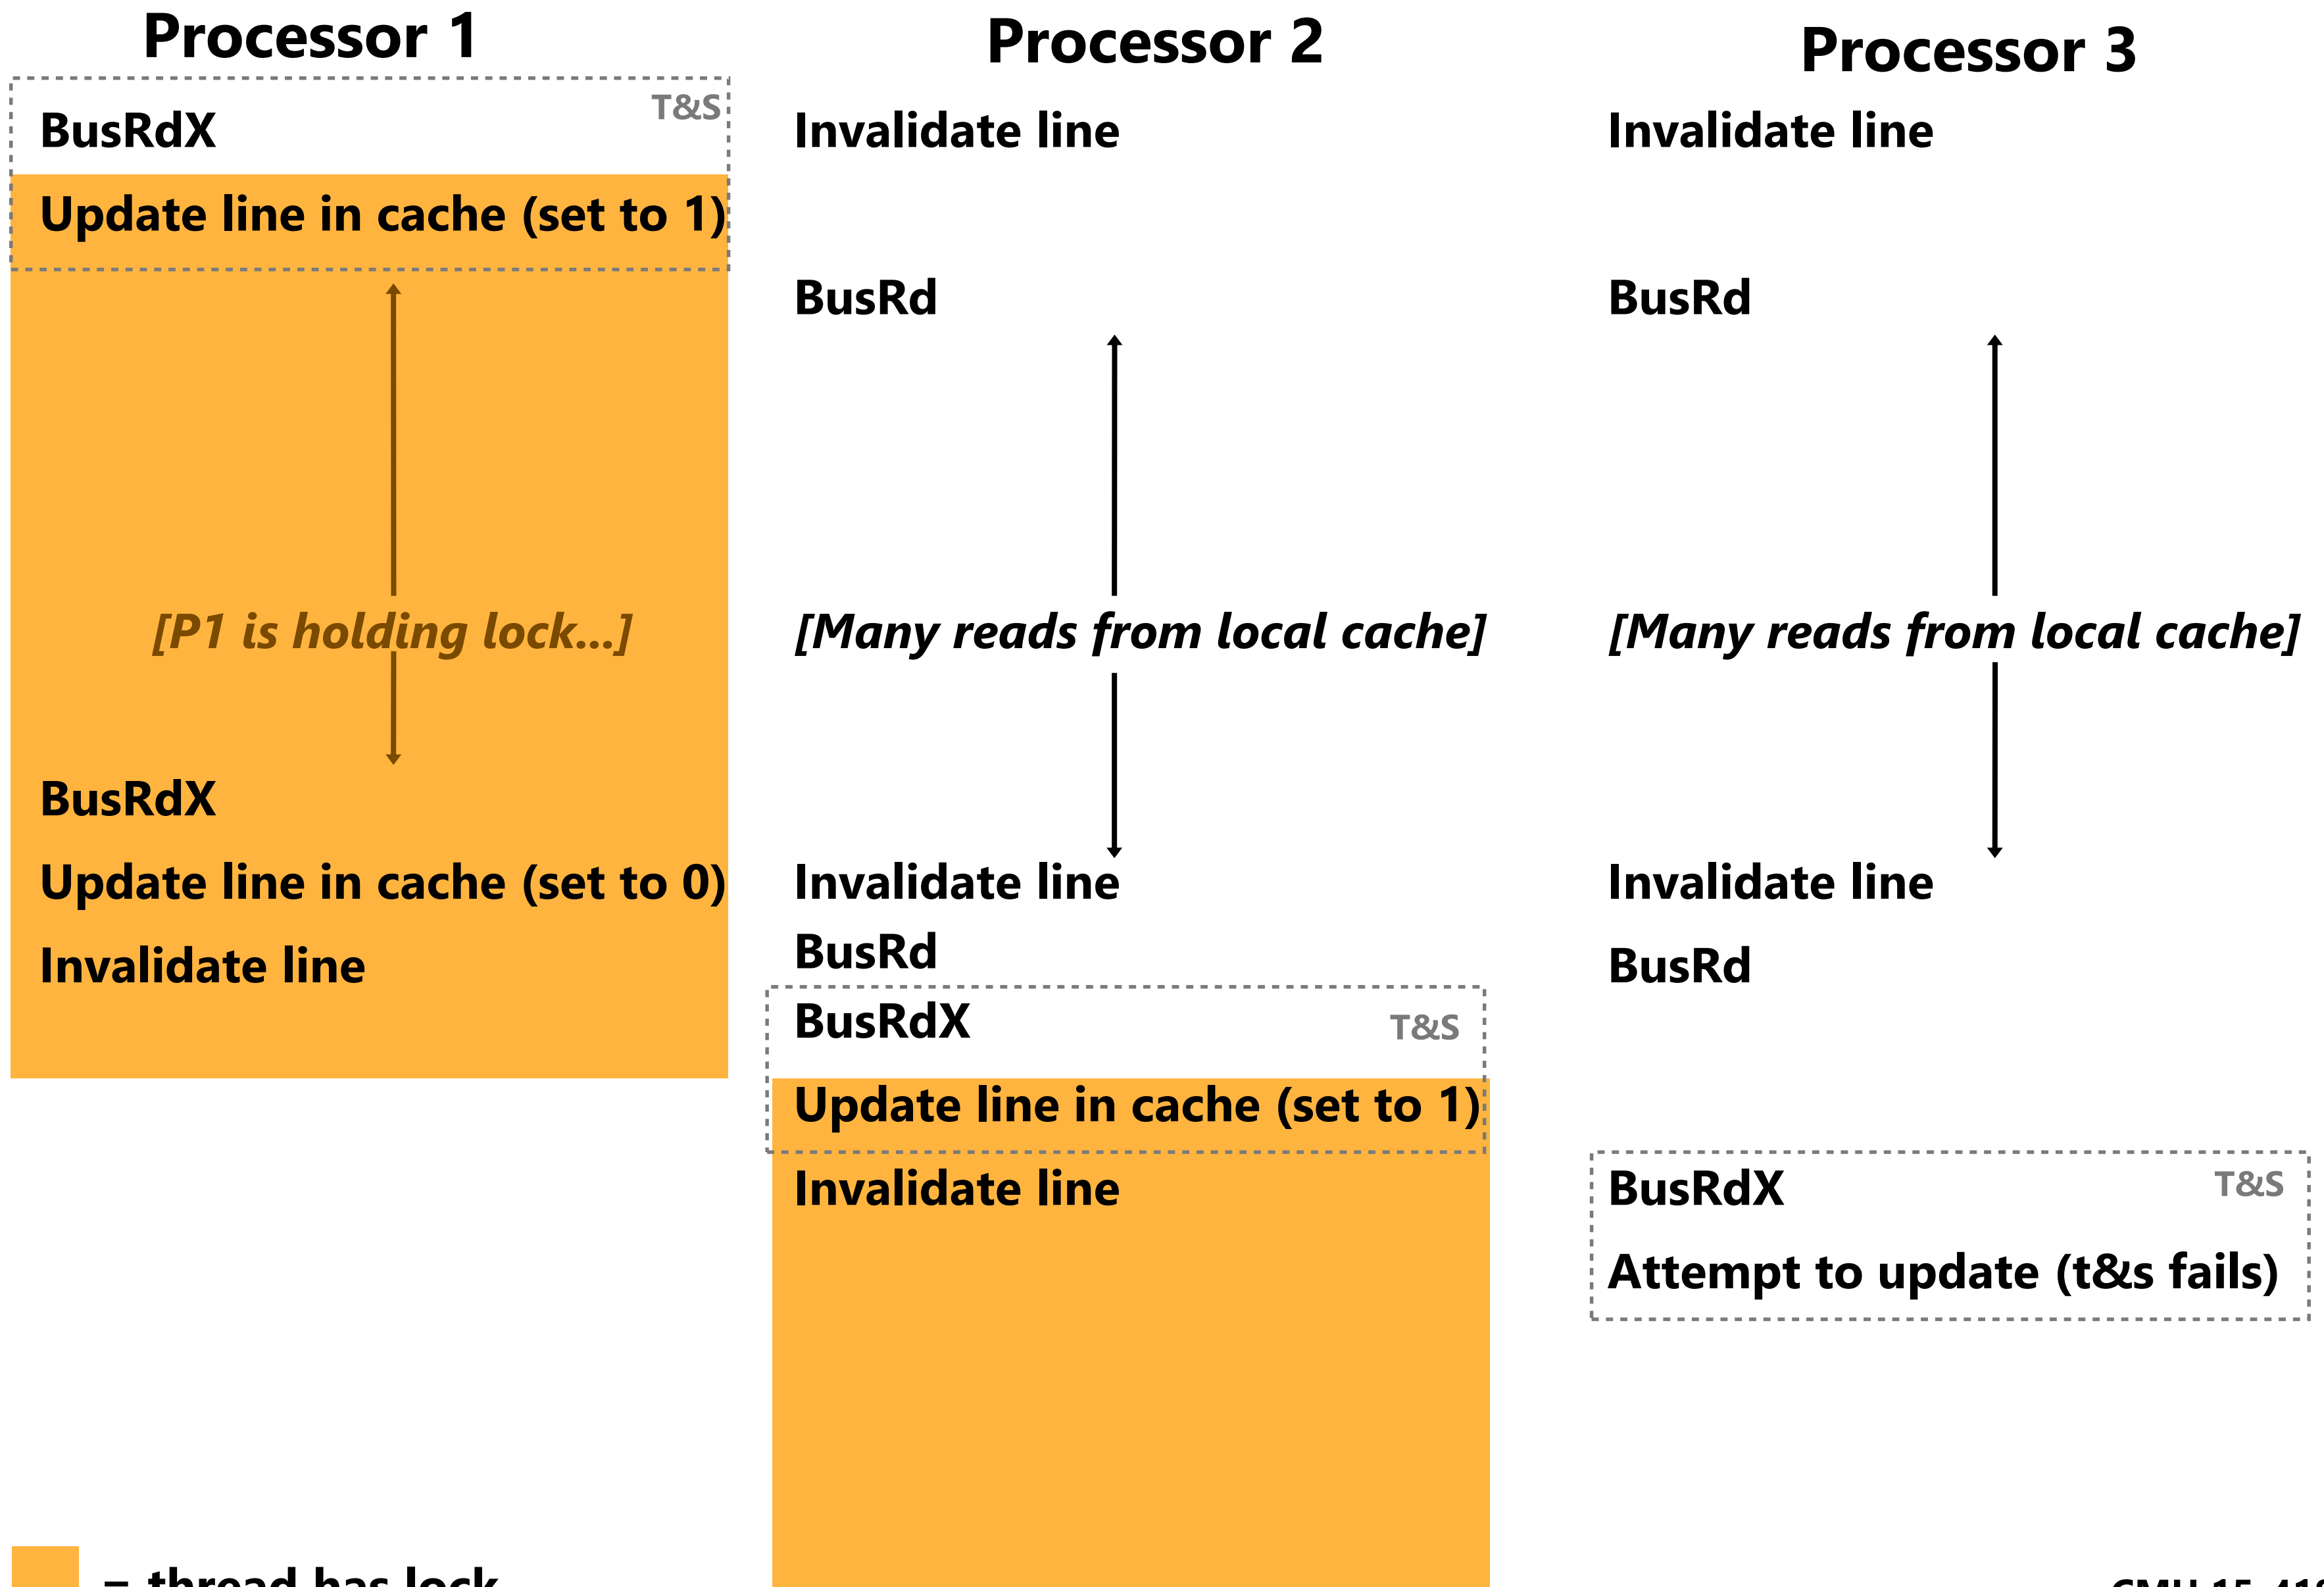 Processor 1
BusRdX
T&S
Update line in cache (set to 1)
[P1 is holding lock...]
BusRdX
Update line in cache (set to 0)
Invalidate line
Processor 2
Invalidate line
BusRd
[Many reads from local cache]
Invalidate line
BusRd
BusRdX
T&S
Update line in cache (set to 1)
Invalidate line
Processor 3
Invalidate line
BusRd
[Many reads from local cache]
Invalidate line
BusRd
BusRdX
T&S
Attempt to update (t&s fails)
= thread has lock